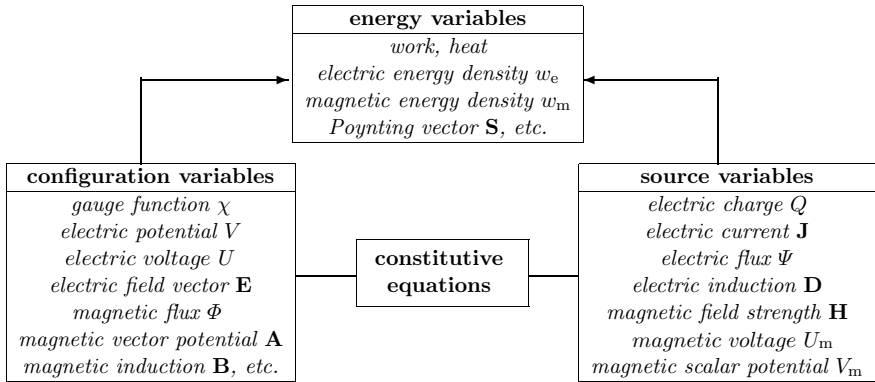 energy variables
work, heat
electric energy density wₑ
magnetic energy density wₘ
Poynting vector S, etc.
configuration variables
gauge function χ
electric potential V
electric voltage U
electric field vector E
magnetic flux Φ
magnetic vector potential A
magnetic induction B, etc.
constitutive
equations
source variables
electric charge Q
electric current J
electric flux Ψ
electric induction D
magnetic field strength H
magnetic voltage Uₘ
magnetic scalar potential Vₘ